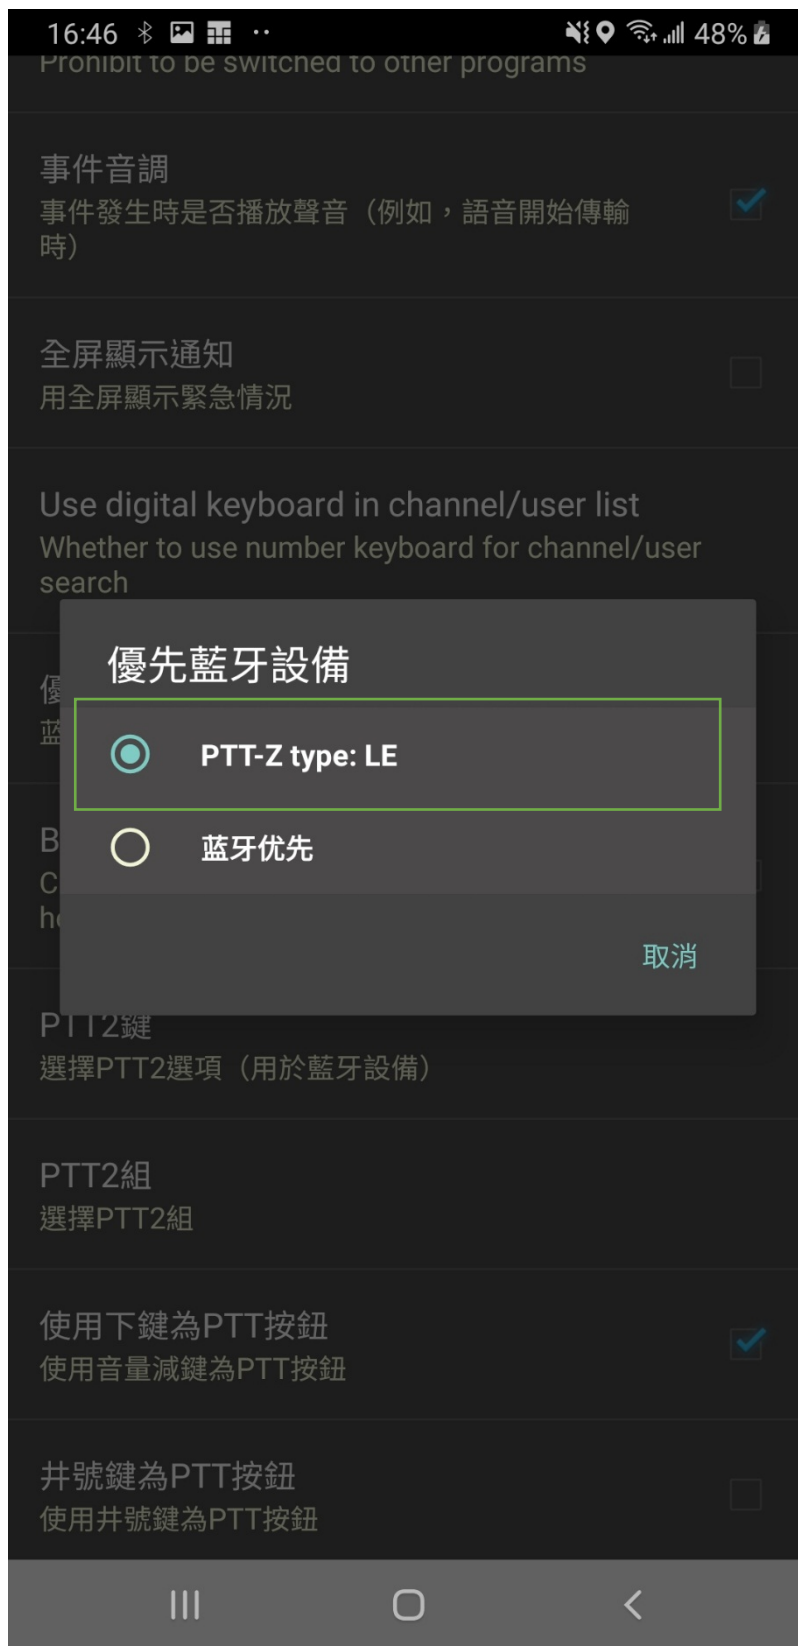 16:46
48%
Prohibit to be switched to other programs
事件音調
事件發生時是否播放聲音（例如，語音開始傳輸
時）
全屏顯示通知
用全屏顯示緊急情況
Use digital keyboard in channel/user list
Whether to use number keyboard for channel/user
search
優先藍牙設備
優
蓝
PTT-Z type: LE
B
蓝牙优先
C
he
取消
PTT2鍵
選擇PTT2選項（用於藍牙設備）
PTT2組
選擇PTT2組
使用下鍵為PTT按鈕
使用音量減鍵為PTT按鈕
井號鍵為PTT按鈕
使用井號鍵為PTT按鈕